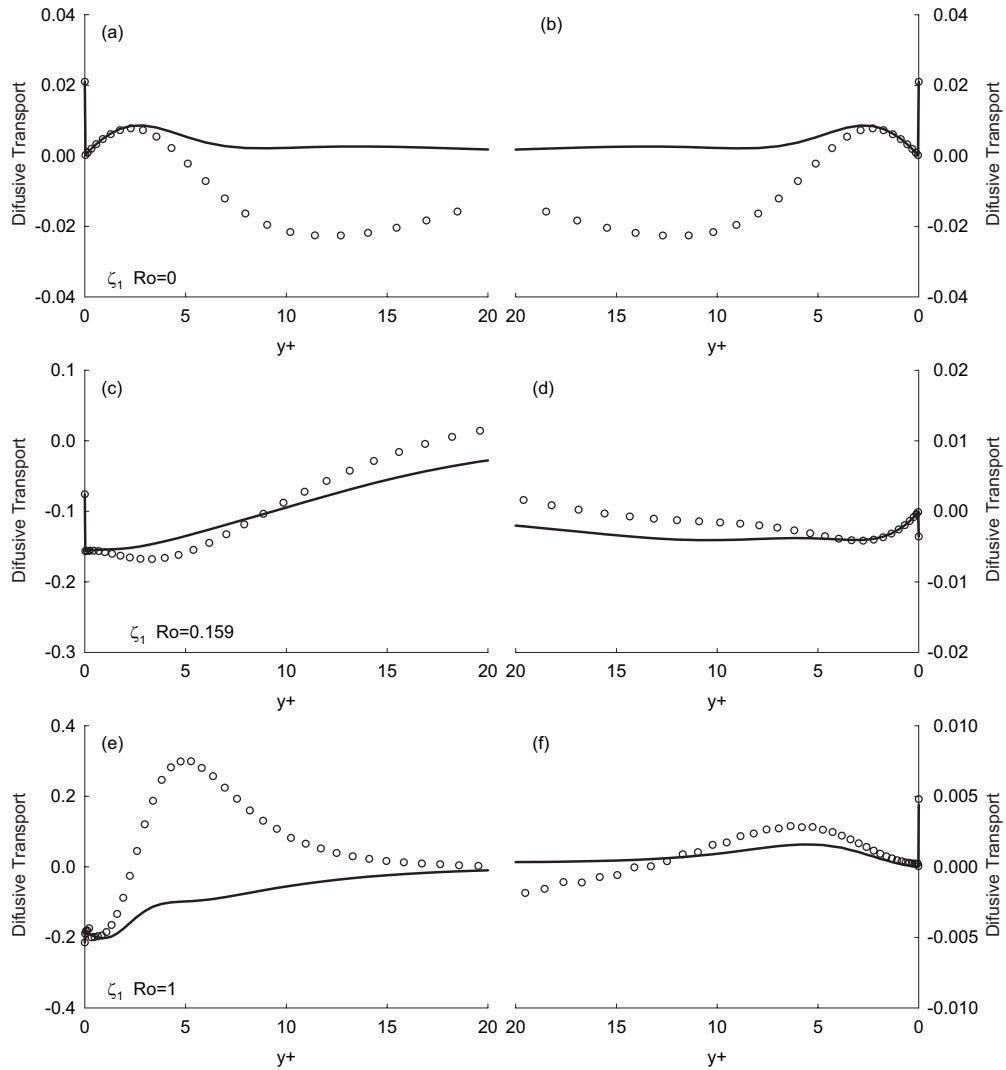 0.04
(a)
(b)
0.04
0.02
0.02
0.00
0.00
-0.02
-0.02
-0.04
-0.04
Difusive Transport
Difusive Transport
ζ1 Ro=0
0 5 10 15 20
20 15 10 5 0
y+
y+
0.1
(c)
(d)
0.02
0.0
0.01
-0.1
0.00
-0.2
-0.01
-0.3
-0.02
Difusive Transport
Difusive Transport
ζ1 Ro=0.159
0 5 10 15 20
20 15 10 5 0
y+
y+
0.4
(e)
(f)
0.010
0.2
0.005
0.0
0.000
-0.2
-0.005
-0.4
-0.010
Difusive Transport
Difusive Transport
ζ1 Ro=1
0 5 10 15 20
20 15 10 5 0
y+
y+